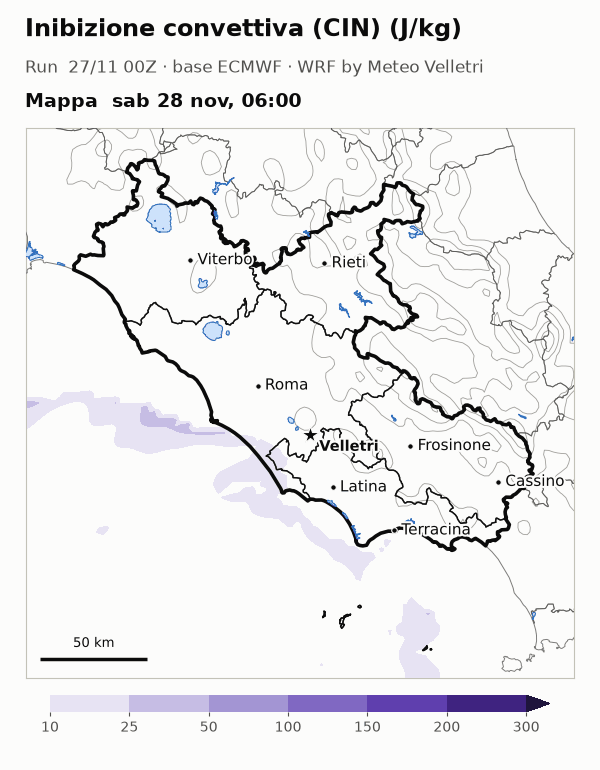 Inibizione convettiva (CIN) (J/kg)
Run  27/11 00Z · base ECMWF · WRF by Meteo Velletri
Mappa  sab 28 nov, 06:00
Viterbo
Rieti
Roma
Velletri
Frosinone
Latina
Cassino
Terracina
50 km
10 25 50 100 150 200 300